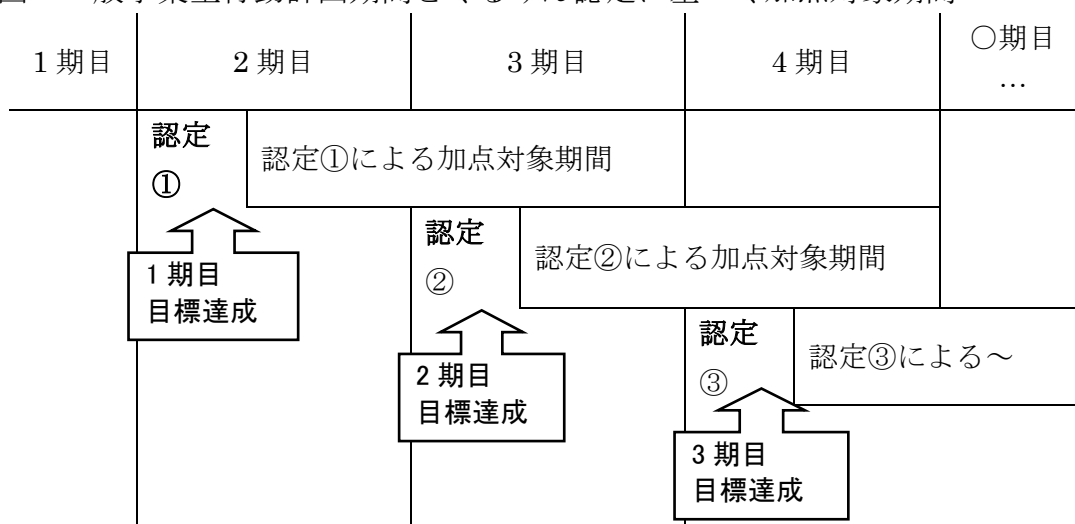 1期目
2期目
3期目
4期目
○期目
…
認定
①
認定①による加点対象期間
1期目
目標達成
認定
②
認定②による加点対象期間
2期目
目標達成
認定
③
認定③による～
3期目
目標達成